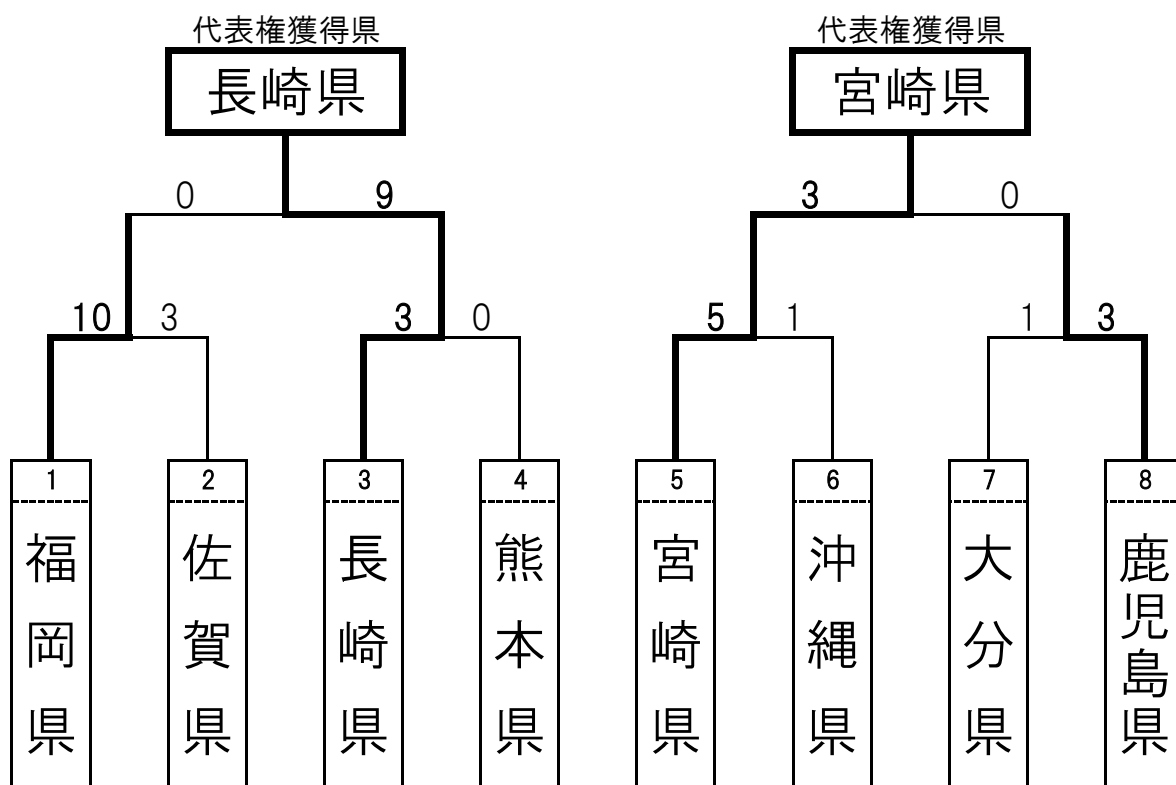 代表権獲得県 代表権獲得県
長崎県 宮崎県
0 9 3 0
10 3 3 0 5 1 1 3
1 2 3 4 5 6 7 8
福岡県
佐賀県
長崎県
熊本県
宮崎県
沖縄県
大分県
鹿児島県